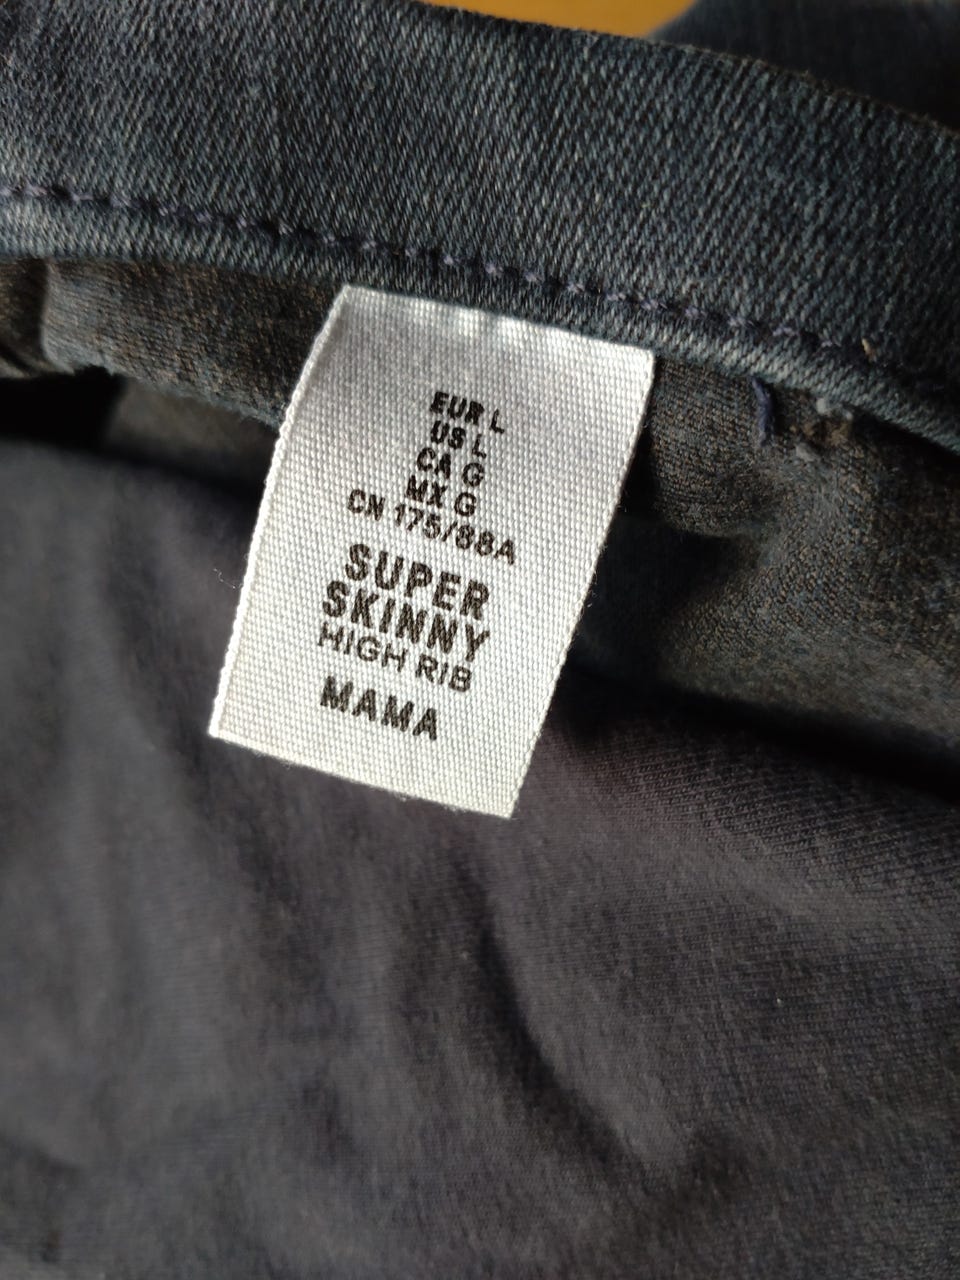 EUR L
US L
CA G
MX G
CN 175/88A
SUPER
SKINNY
HIGH RIB
MAMA